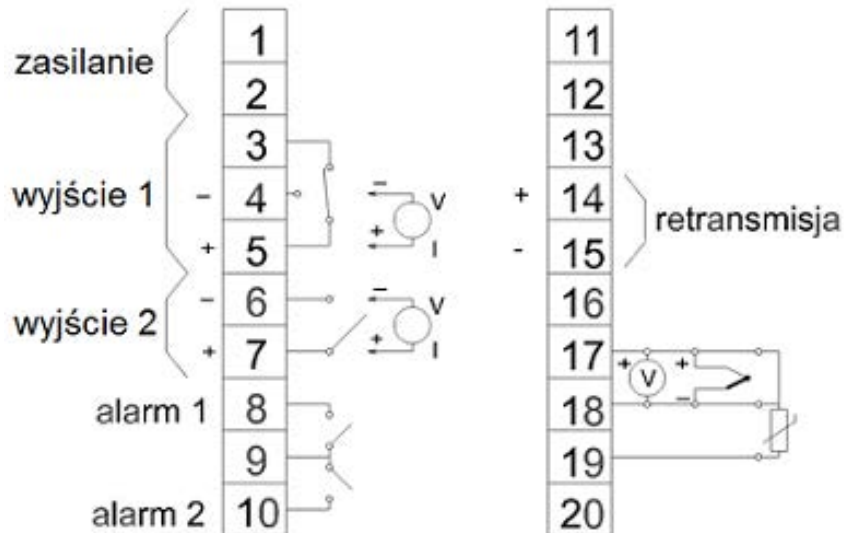 zasilanie
1
2
wyjście 1
3
– 4 – V
+ 5 + I
wyjście 2
– 6 – V
+ 7 + I
alarm 1 8
9
alarm 2 10
11
12
13
+ 14
- 15
retransmisja
16
17 + V +
18 –
19
20